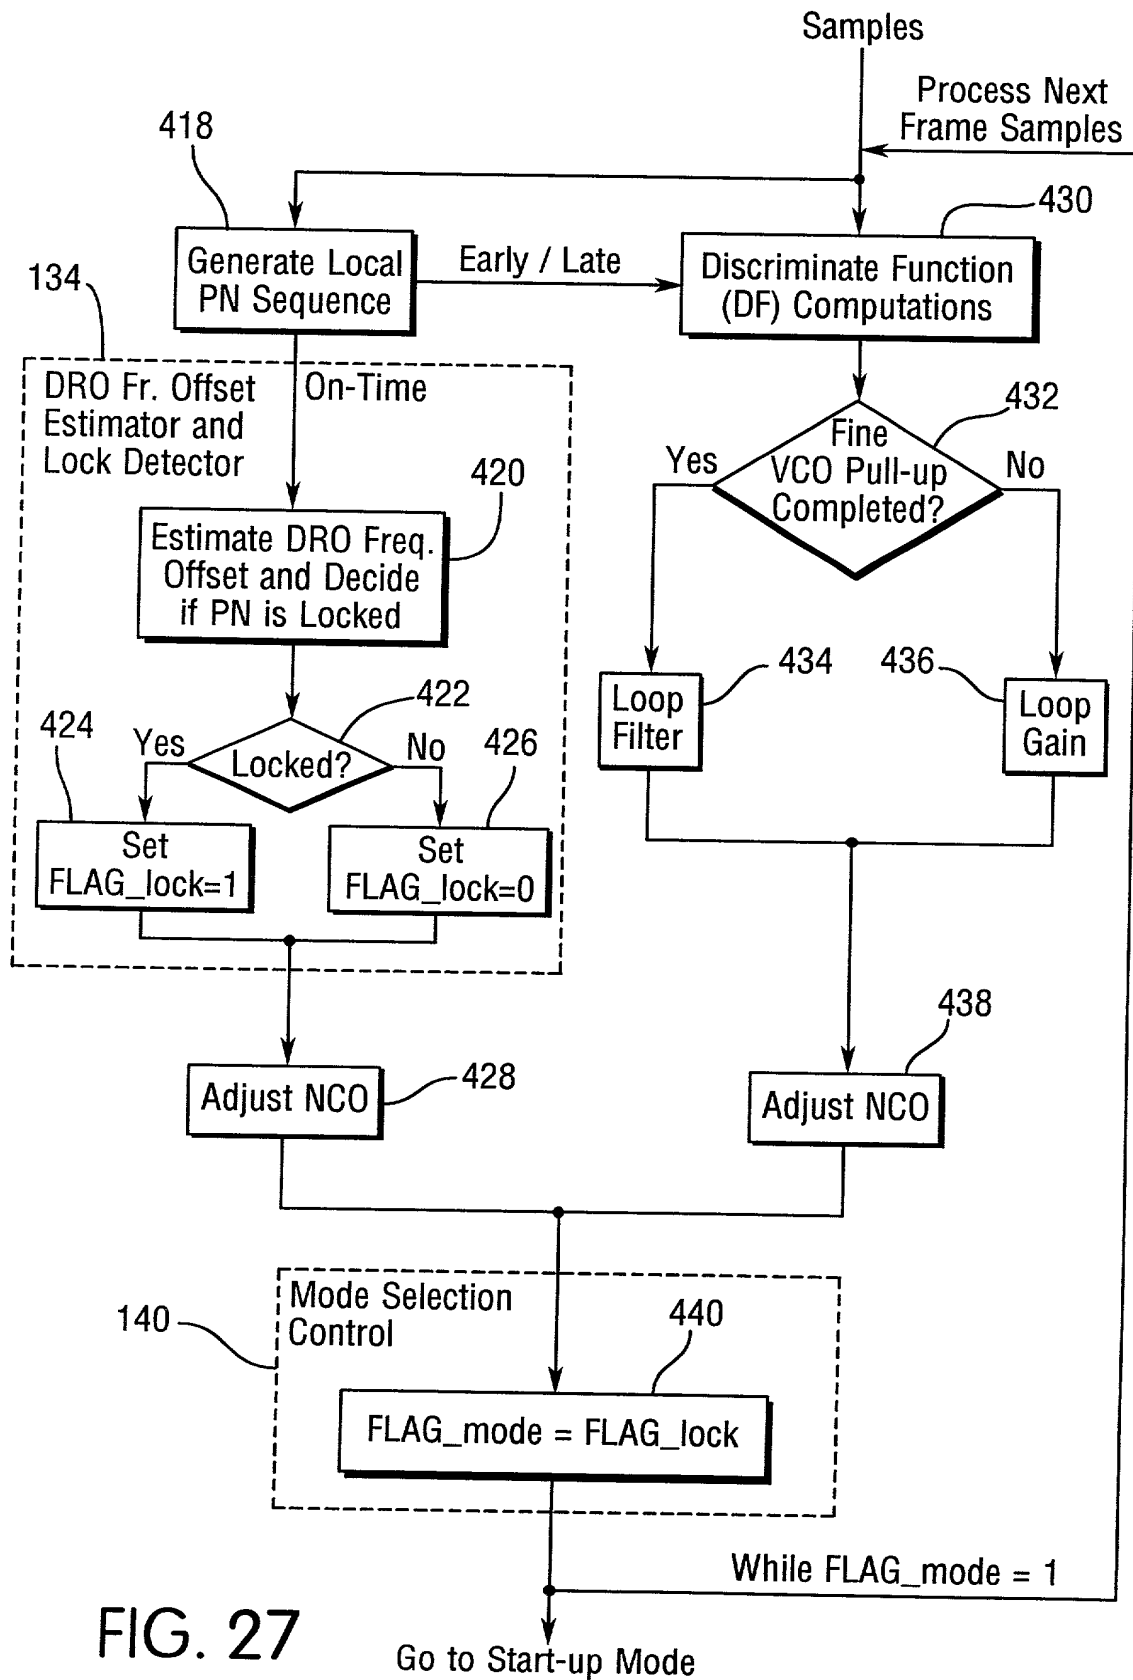 Samples
Process Next
Frame Samples
418
430
Generate Local
PN Sequence
Early / Late
Discriminate Function
(DF) Computations
134
DRO Fr. Offset
Estimator and
Lock Detector
On-Time
432
Fine
VCO Pull-up
Completed?
Yes
No
420
Estimate DRO Freq.
Offset and Decide
if PN is Locked
434
436
Loop
Filter
Loop
Gain
422
424
Yes
Locked?
No
426
Set
FLAG_lock=1
Set
FLAG_lock=0
438
428
Adjust NCO
Adjust NCO
Mode Selection
Control
140
440
FLAG_mode = FLAG_lock
While FLAG_mode = 1
FIG. 27
Go to Start-up Mode